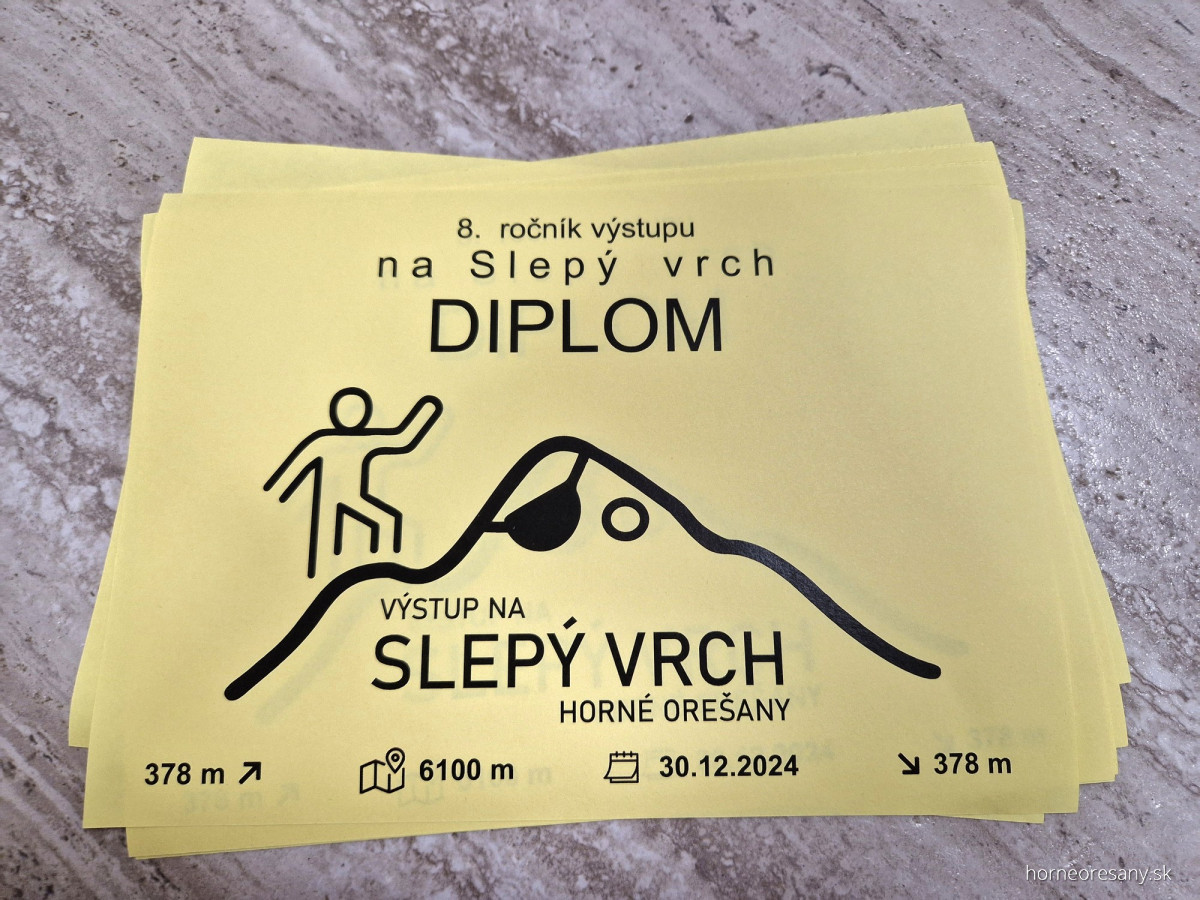 8. ročník výstupu
na Slepý vrch
DIPLOM
VÝSTUP NA
SLEPÝ VRCH
HORNÉ OREŠANY
378 m 6100 m 30.12.2024 378 m
horneoresany.sk